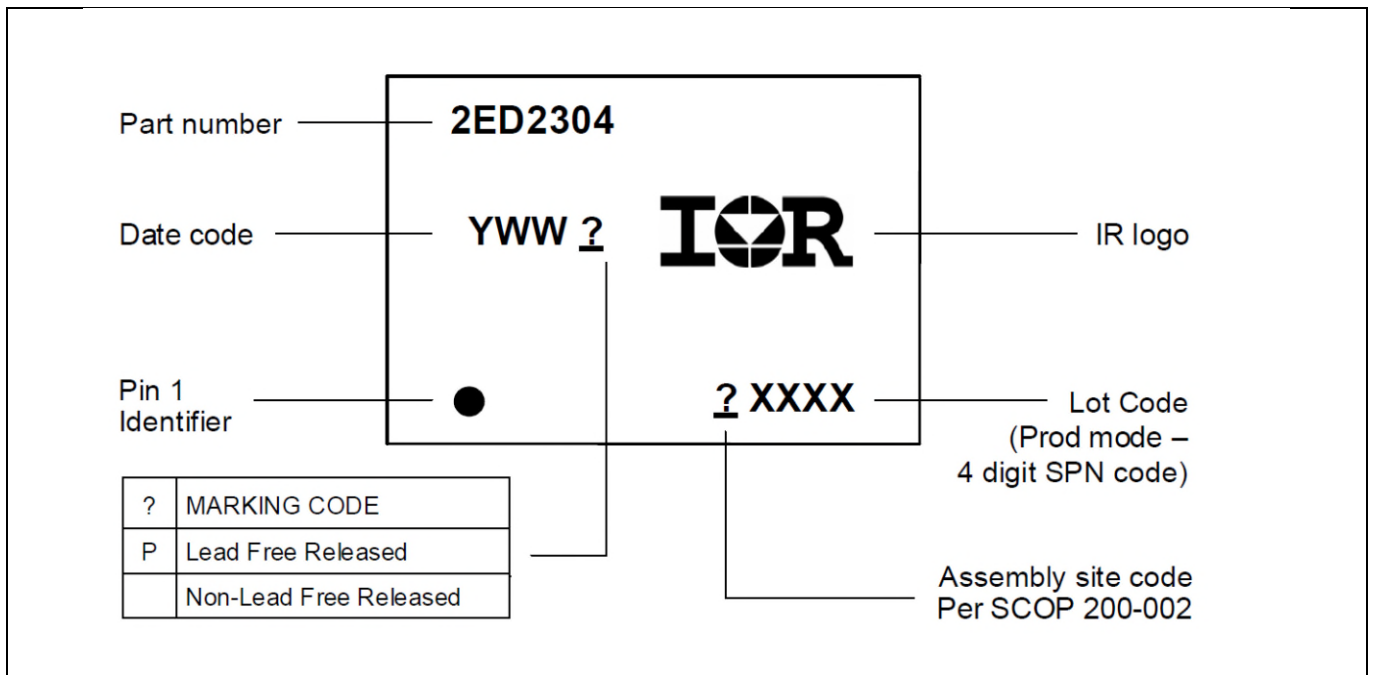 Part number
2ED2304
Date code
YWW ?
IOR
IR logo
Pin 1
Identifier
? XXXX
Lot Code
(Prod mode –
4 digit SPN code)
? MARKING CODE
P Lead Free Released
Non-Lead Free Released
Assembly site code
Per SCOP 200-002